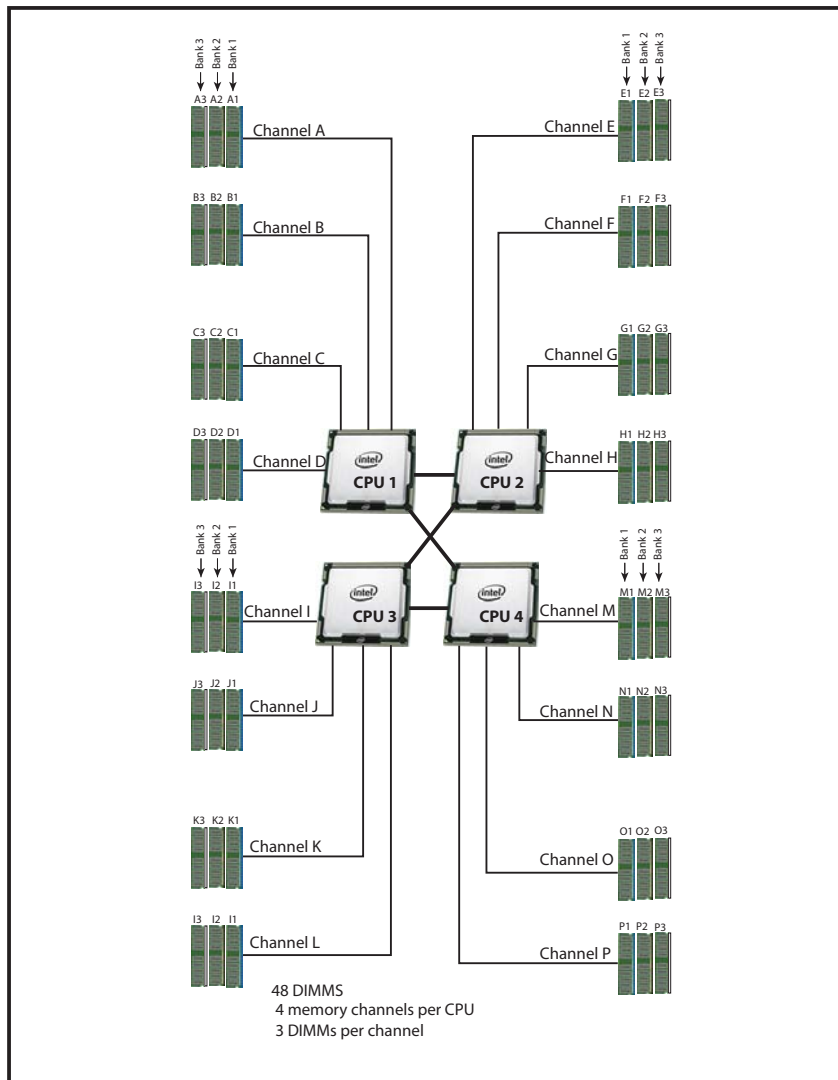 Bank 3
Bank 2
Bank 1
A3 A2 A1
Channel A
B3 B2 B1
Channel B
C3 C2 C1
Channel C
D3 D2 D1
Channel D
Bank 1
Bank 2
Bank 3
E1 E2 E3
Channel E
F1 F2 F3
Channel F
G1 G2 G3
Channel G
H1 H2 H3
Channel H
intel
CPU 1
intel
CPU 2
intel
CPU 3
intel
CPU 4
Bank 3
Bank 2
Bank 1
I3 I2 I1
Channel I
J3 J2 J1
Channel J
K3 K2 K1
Channel K
I3 I2 I1
Channel L
Bank 1
Bank 2
Bank 3
M1 M2 M3
Channel M
N1 N2 N3
Channel N
O1 O2 O3
Channel O
P1 P2 P3
Channel P
48 DIMMS
4 memory channels per CPU
3 DIMMs per channel